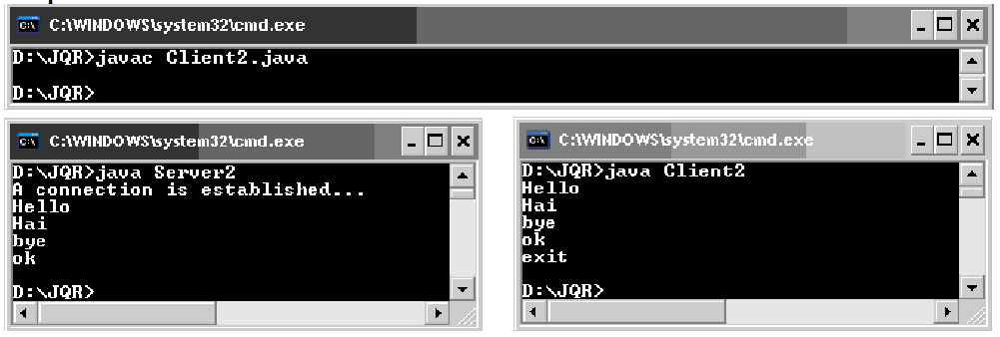 C:\WINDOWS\system32\cmd.exe
D:\JQR>javac Client2.java
D:\JQR>
C:\WINDOWS\system32\cmd.exe
D:\JQR>java Server2
A connection is established...
Hello
Hai
bye
ok
D:\JQR>
C:\WINDOWS\system32\cmd.exe
D:\JQR>java Client2
Hello
Hai
bye
ok
exit
D:\JQR>